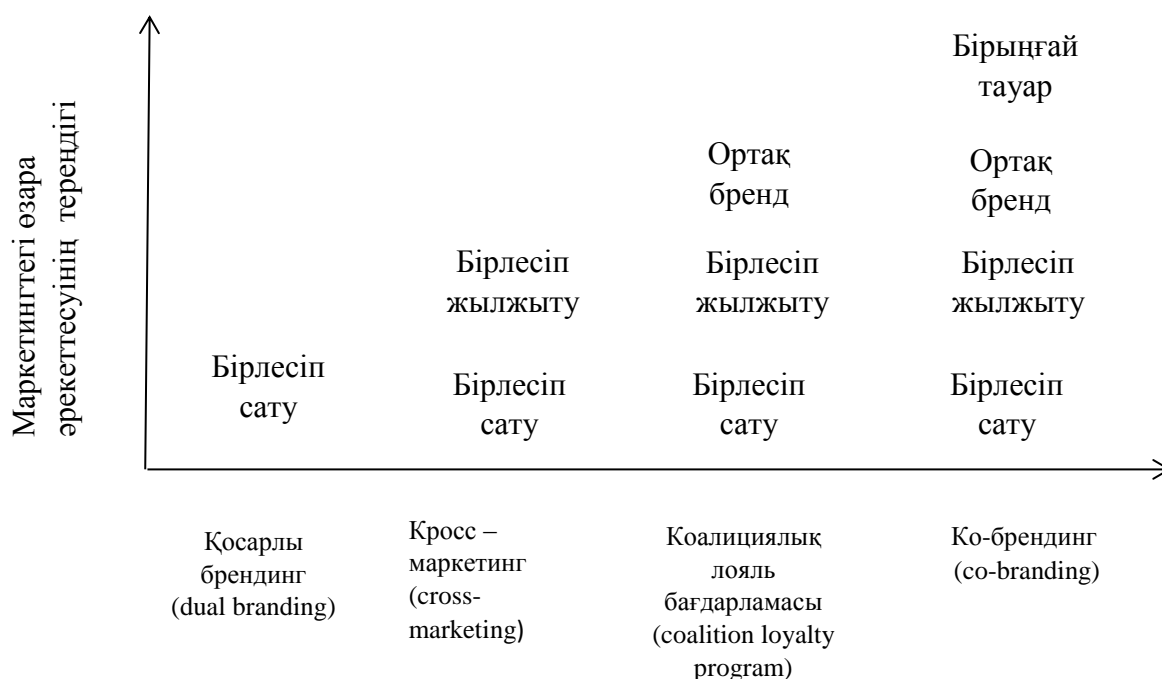 Маркетингтегі өзара
әрекеттесуінің тереңдігі
Бірыңғай
тауар
Ортақ
бренд
Ортақ
бренд
Бірлесіп
жылжыту
Бірлесіп
жылжыту
Бірлесіп
жылжыту
Бірлесіп
сату
Бірлесіп
сату
Бірлесіп
сату
Бірлесіп
сату
Қосарлы
брендинг
(dual branding)
Кросс –
маркетинг
(cross-
marketing)
Коалициялық
лояль
бағдарламасы
(coalition loyalty
program)
Ко-брендинг
(co-branding)